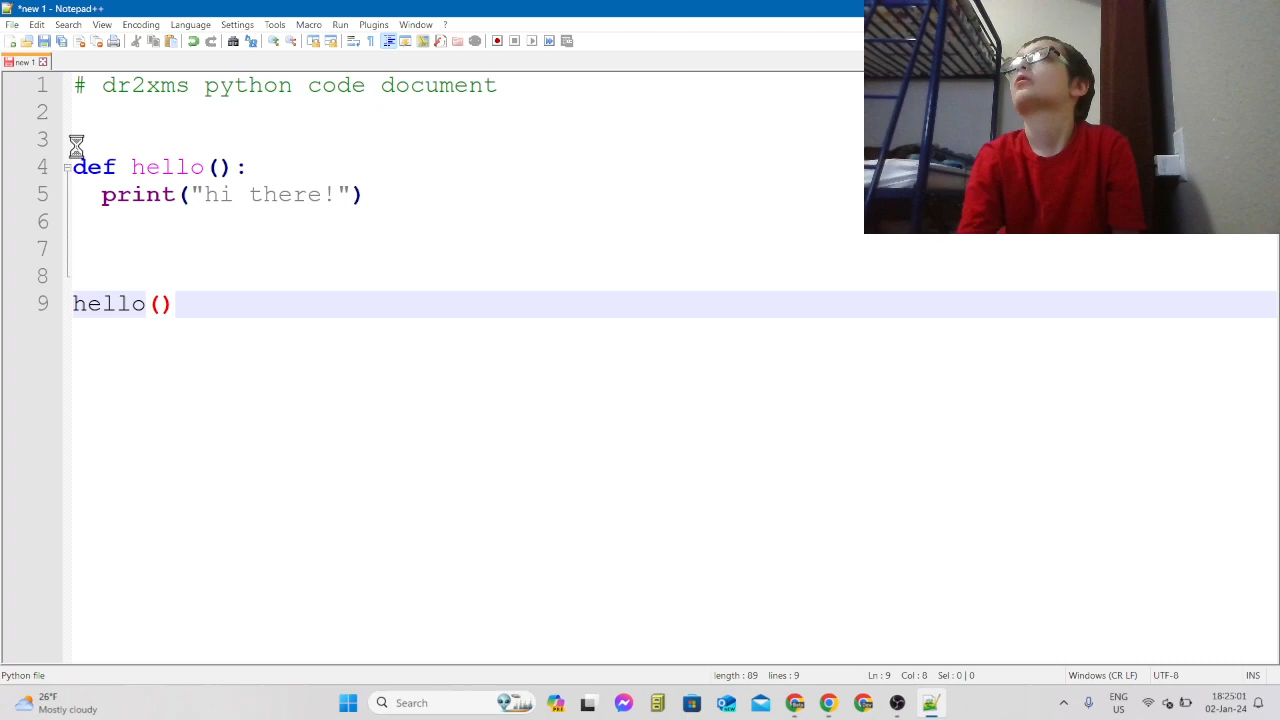 *new 1 - Notepad++
File Edit Search View Encoding Language Settings Tools Macro Run Plugins Window ?
new 1
1 # dr2xms python code document
2
3
4 def hello():
5 print("hi there!")
6
7
8
9 hello()
Python file length : 89 lines : 9 Ln : 9 Col : 8 Sel : 0 | 0 Windows (CR LF) UTF-8 INS
26°F
Mostly cloudy
Search
PRE
NEW
ENG
US
18:25:01
02-Jan-24